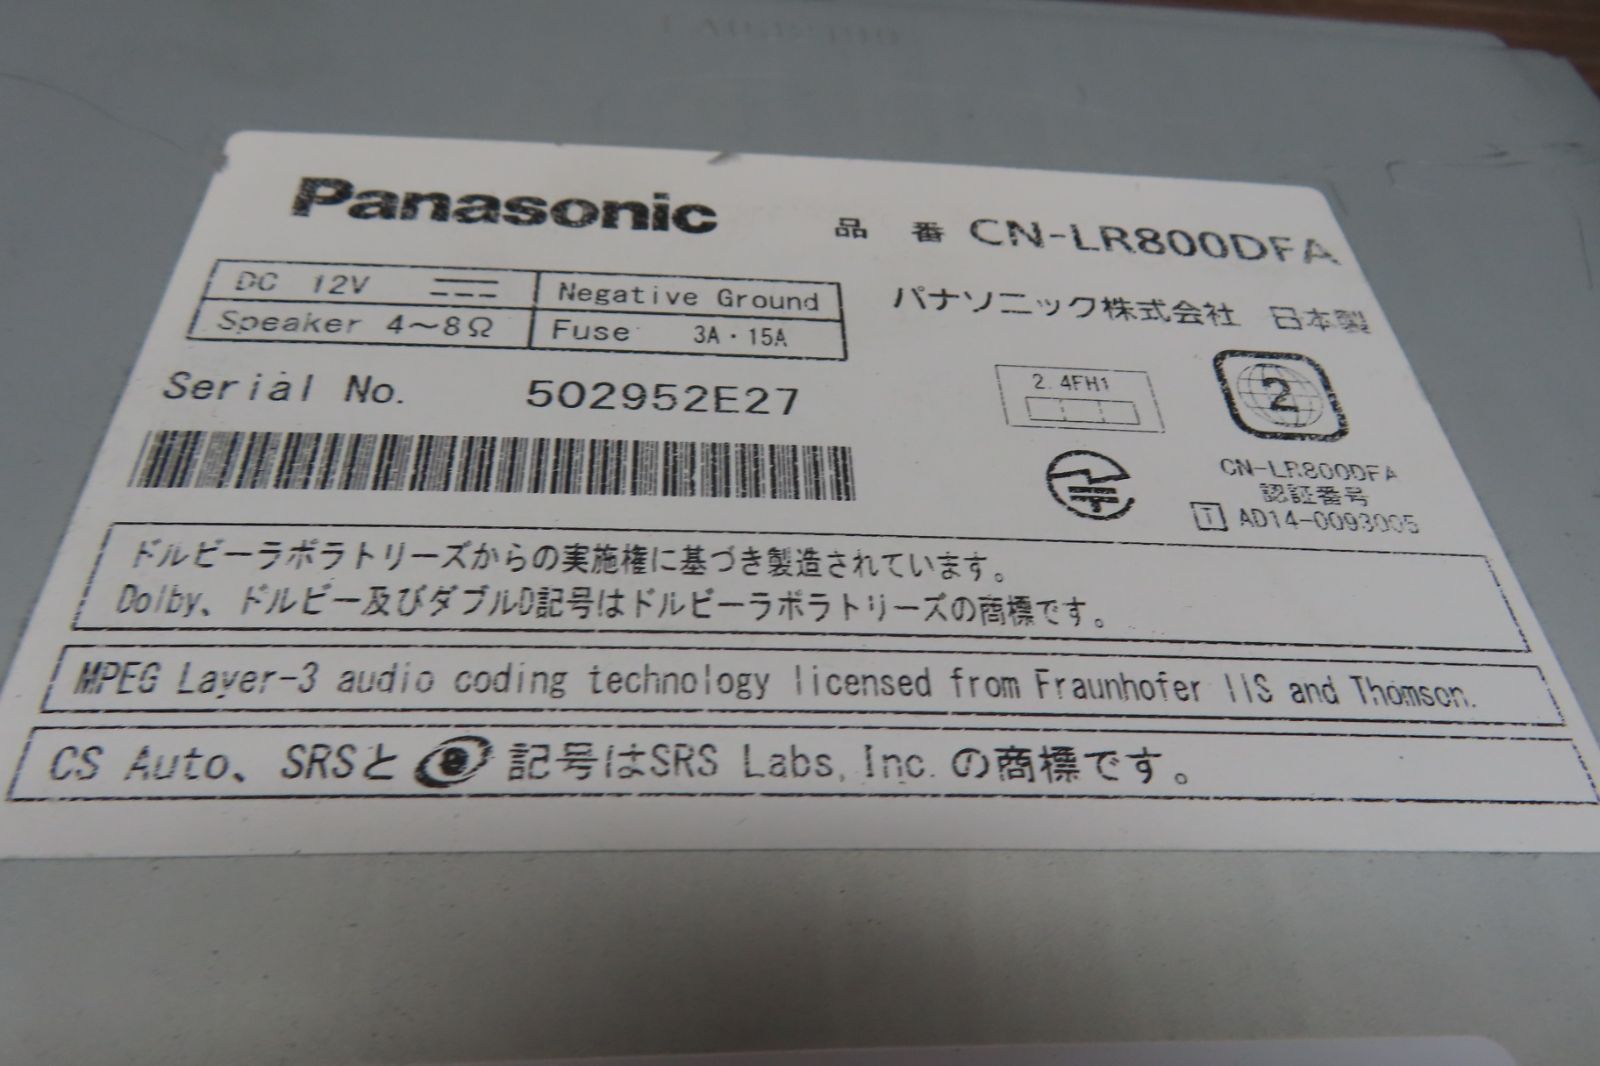 Panasonic
品 番 CN-LR800DFA
DC 12V
Negative Ground
Speaker 4～8Ω
Fuse 3A・15A
パナソニック株式会社 日本製
Serial No. 502952E27
2.4FH1
2
CN-LR800DFA
認証番号
T AD14-0093005
ドルビーラボラトリーズからの実施権に基づき製造されています。
Dolby、ドルビー及びダブルD記号はドルビーラボラトリーズの商標です。
MPEG Layer-3 audio coding technology licensed from Fraunhofer IIS and Thomson.
CS Auto、SRSと 記号はSRS Labs,Inc.の商標です。